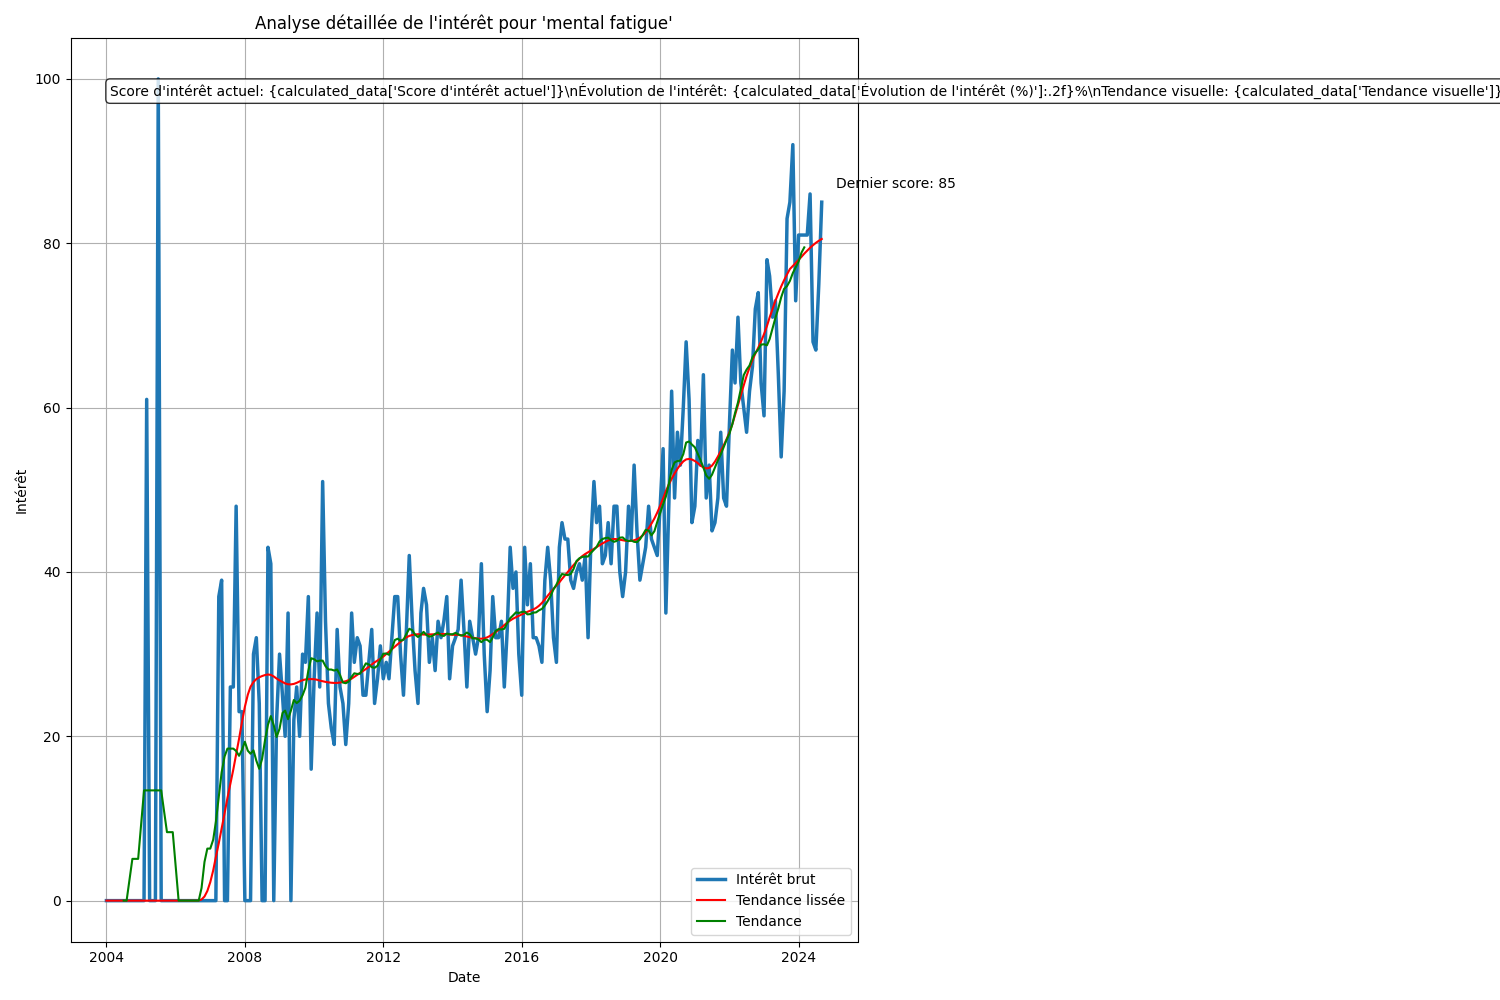 Analyse détaillée de l'intérêt pour 'mental fatigue'
100
Score d'intérêt actuel: {calculated_data['Score d'intérêt actuel']}\nÉvolution de l'intérêt: {calculated_data['Évolution de l'intérêt (%)']:.2f}%\nTendance visuelle: {calculated_data['Tendance visuelle']}
Dernier score: 85
80
60
Intérêt
40
20
0
Intérêt brut
Tendance lissée
Tendance
2004 2008 2012 2016 2020 2024
Date